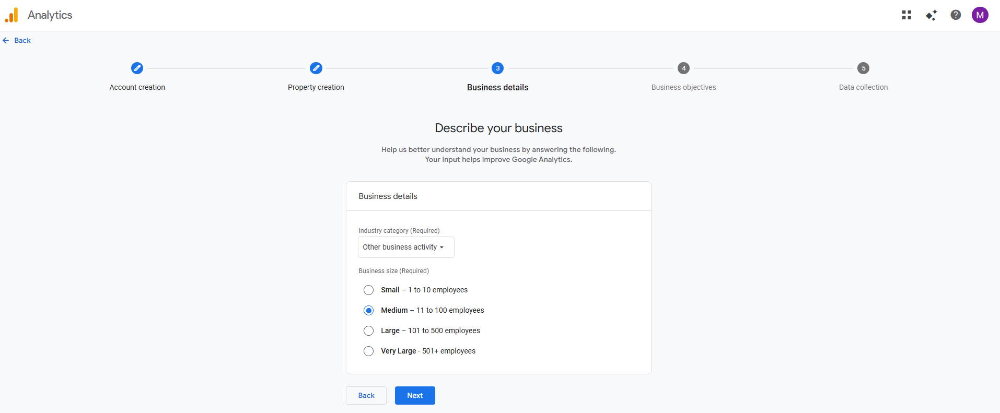 Analytics
M
Back
3
4
5
Account creation
Property creation
Business details
Business objectives
Data collection
Describe your business
Help us better understand your business by answering the following.
Your input helps improve Google Analytics.
Business details
Industry category (Required)
Other business activity
Business size (Required)
Small – 1 to 10 employees
Medium – 11 to 100 employees
Large – 101 to 500 employees
Very Large - 501+ employees
Back
Next